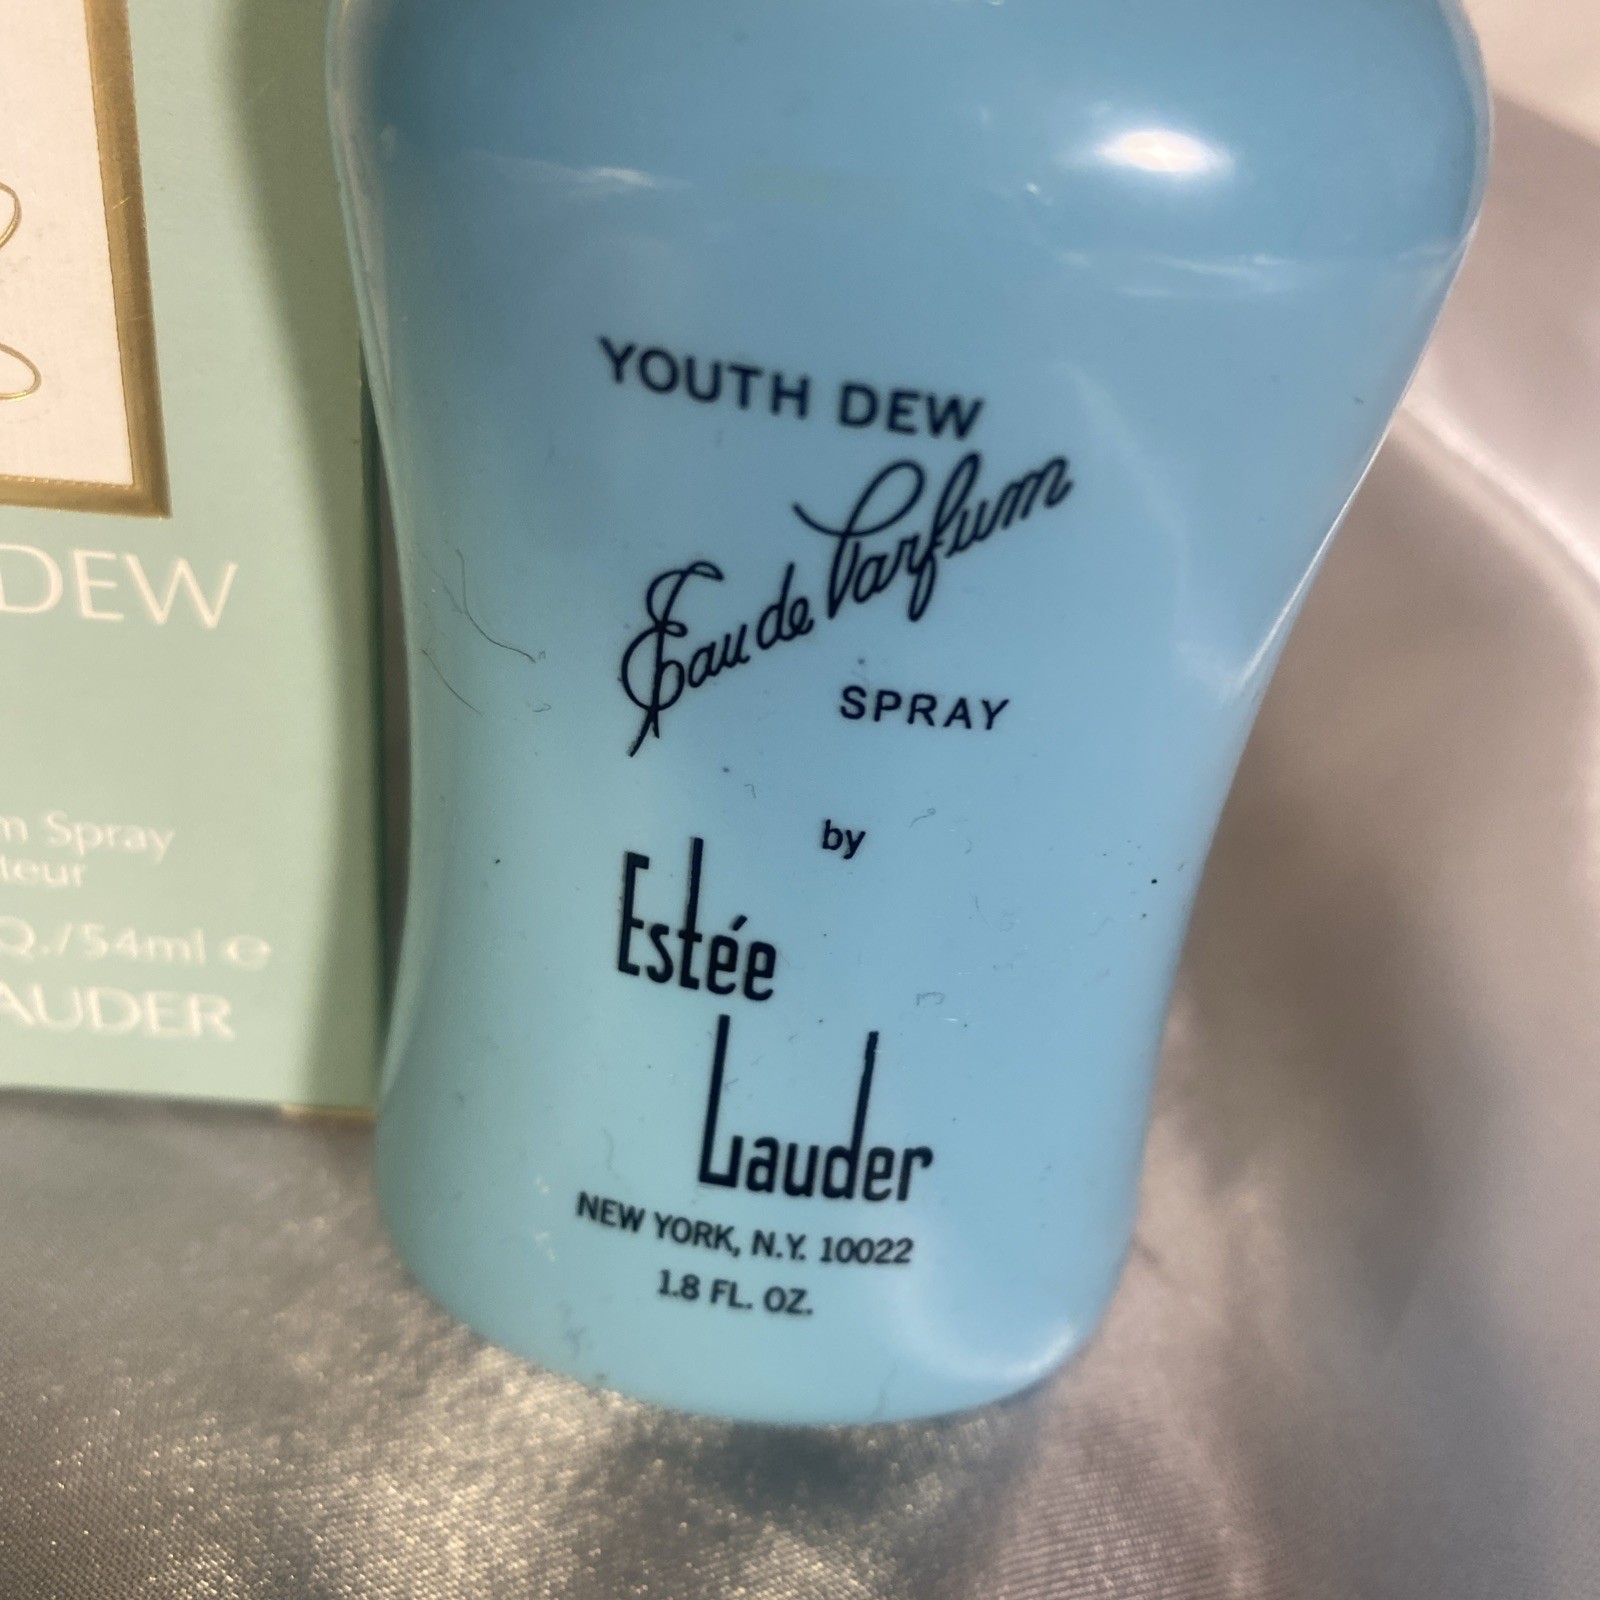 DEW
Spray
./54ml e
AUDER
YOUTH DEW
Eau de Parfum
SPRAY
by
Estée
Lauder
NEW YORK, N.Y. 10022
1.8 FL. OZ.